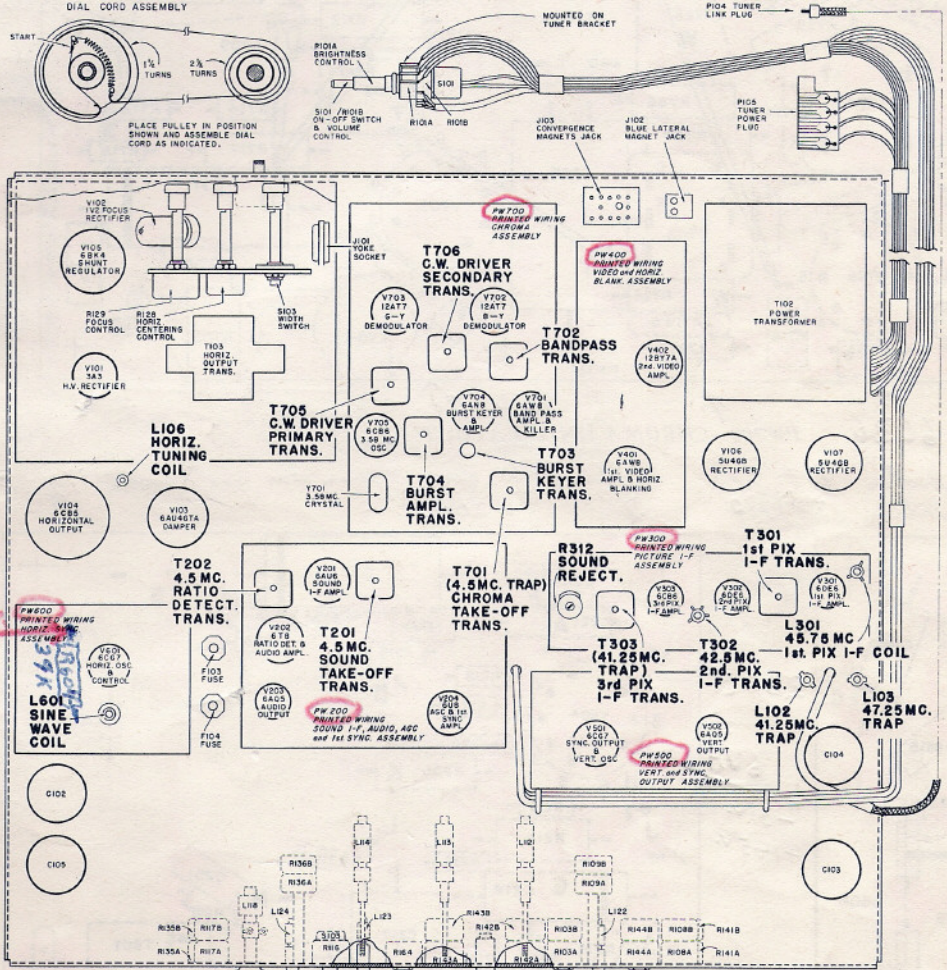 DIAL CORD ASSEMBLY
START
1¼
TURNS
2⅞
TURNS
PLACE PULLEY IN POSITION
SHOWN AND ASSEMBLE DIAL
CORD AS INDICATED.
R101A
BRIGHTNESS
CONTROL
S101 /R101B
ON-OFF SWITCH
& VOLUME
CONTROL
MOUNTED ON
TUNER BRACKET
S101
R101A
R101B
P104 TUNER
LINK PLUG
J103
CONVERGENCE
MAGNETS JACK
J102
BLUE LATERAL
MAGNET JACK
P105
TUNER
POWER
PLUG
V102
1V2 FOCUS
RECTIFIER
V105
6BK4
SHUNT
REGULATOR
J101
YOKE
SOCKET
R129
FOCUS
CONTROL
R128
HORIZ.
CENTERING
CONTROL
S103
WIDTH
SWITCH
T103
HORIZ.
OUTPUT
TRANS.
V101
3A3
H.V. RECTIFIER
PW700
PRINTED WIRING
CHROMA
ASSEMBLY
T706
C.W. DRIVER
SECONDARY
TRANS.
V703
12AT7
G-Y
DEMODULATOR
V702
12AT7
B-Y
DEMODULATOR
T702
BANDPASS
TRANS.
PW400
PRINTED WIRING
VIDEO and HORIZ.
BLANK. ASSEMBLY
T102
POWER
TRANSFORMER
V402
12BY7A
2nd. VIDEO
AMPL.
T705
C.W. DRIVER
PRIMARY
TRANS.
V705
6CB6
3.58 MC.
OSC
V704
6AN8
BURST KEYER
&
AMPL.
V701
6AW8
BAND PASS
AMPL. &
KILLER
L106
HORIZ.
TUNING
COIL
T704
BURST
AMPL.
TRANS.
T703
BURST
KEYER
TRANS.
V401
6AW8
1st. VIDEO
AMPL & HORIZ.
BLANKING
V106
5U4GB
RECTIFIER
V107
5U4GB
RECTIFIER
Y701
3.58MC.
CRYSTAL
V104
6CB5
HORIZONTAL
OUTPUT
V103
6AU4GTA
DAMPER
T202
4.5 MC.
RATIO
DETECT.
TRANS.
V201
6AU6
SOUND
I-F AMPL.
T201
4.5 MC.
SOUND
TAKE-OFF
TRANS.
T701
(4.5MC. TRAP)
CHROMA
TAKE-OFF
TRANS.
R312
SOUND
REJECT.
PW300
PRINTED WIRING
PICTURE I-F
ASSEMBLY
T301
1st PIX
I-F TRANS.
V303
6CB6
3rd PIX
I-F AMPL.
V302
6DE6
2nd PIX
I-F AMPL.
V301
6DE6
1st. PIX
I-F AMPL.
L301
45.75 MC
1st. PIX I-F COIL
T303
(41.25MC.
TRAP)
3rd PIX
I-F TRANS.
T302
42.5MC.
2nd. PIX
I-F TRANS.
L102
41.25MC.
TRAP
L103
47.25MC.
TRAP
PW600
PRINTED WIRING
HORIZ. SYNC
ASSEMBLY
39K
V601
6CG7
HORIZ. OSC.
&
CONTROL
L601
SINE
WAVE
COIL
V202
6T8
RATIO DET. &
AUDIO AMPL.
F103
FUSE
F104
FUSE
V203
6AQ5
AUDIO
OUTPUT
PW 200
PRINTED WIRING
SOUND I-F, AUDIO, AGC
and 1st SYNC. ASSEMBLY
V204
6U8
AGC & 1st
SYNC
AMPL.
V501
6CG7
SYNC. OUTPUT
&
VERT. OSC
V502
6AQ5
VERT.
OUTPUT
PW500
PRINTED WIRING
VERT. and SYNC.
OUTPUT ASSEMBLY
C104
C102
C105
C103
L114
L113
L112
R136B
R136A
R109B
R109A
L118
L124
L123
R143B
R142B
L122
R135B
R117B
S105
R103B
R144B
R108B
R141B
R135A
R117A
R116
R164
R143A
R142A
R103A
R144A
R108A
R141A